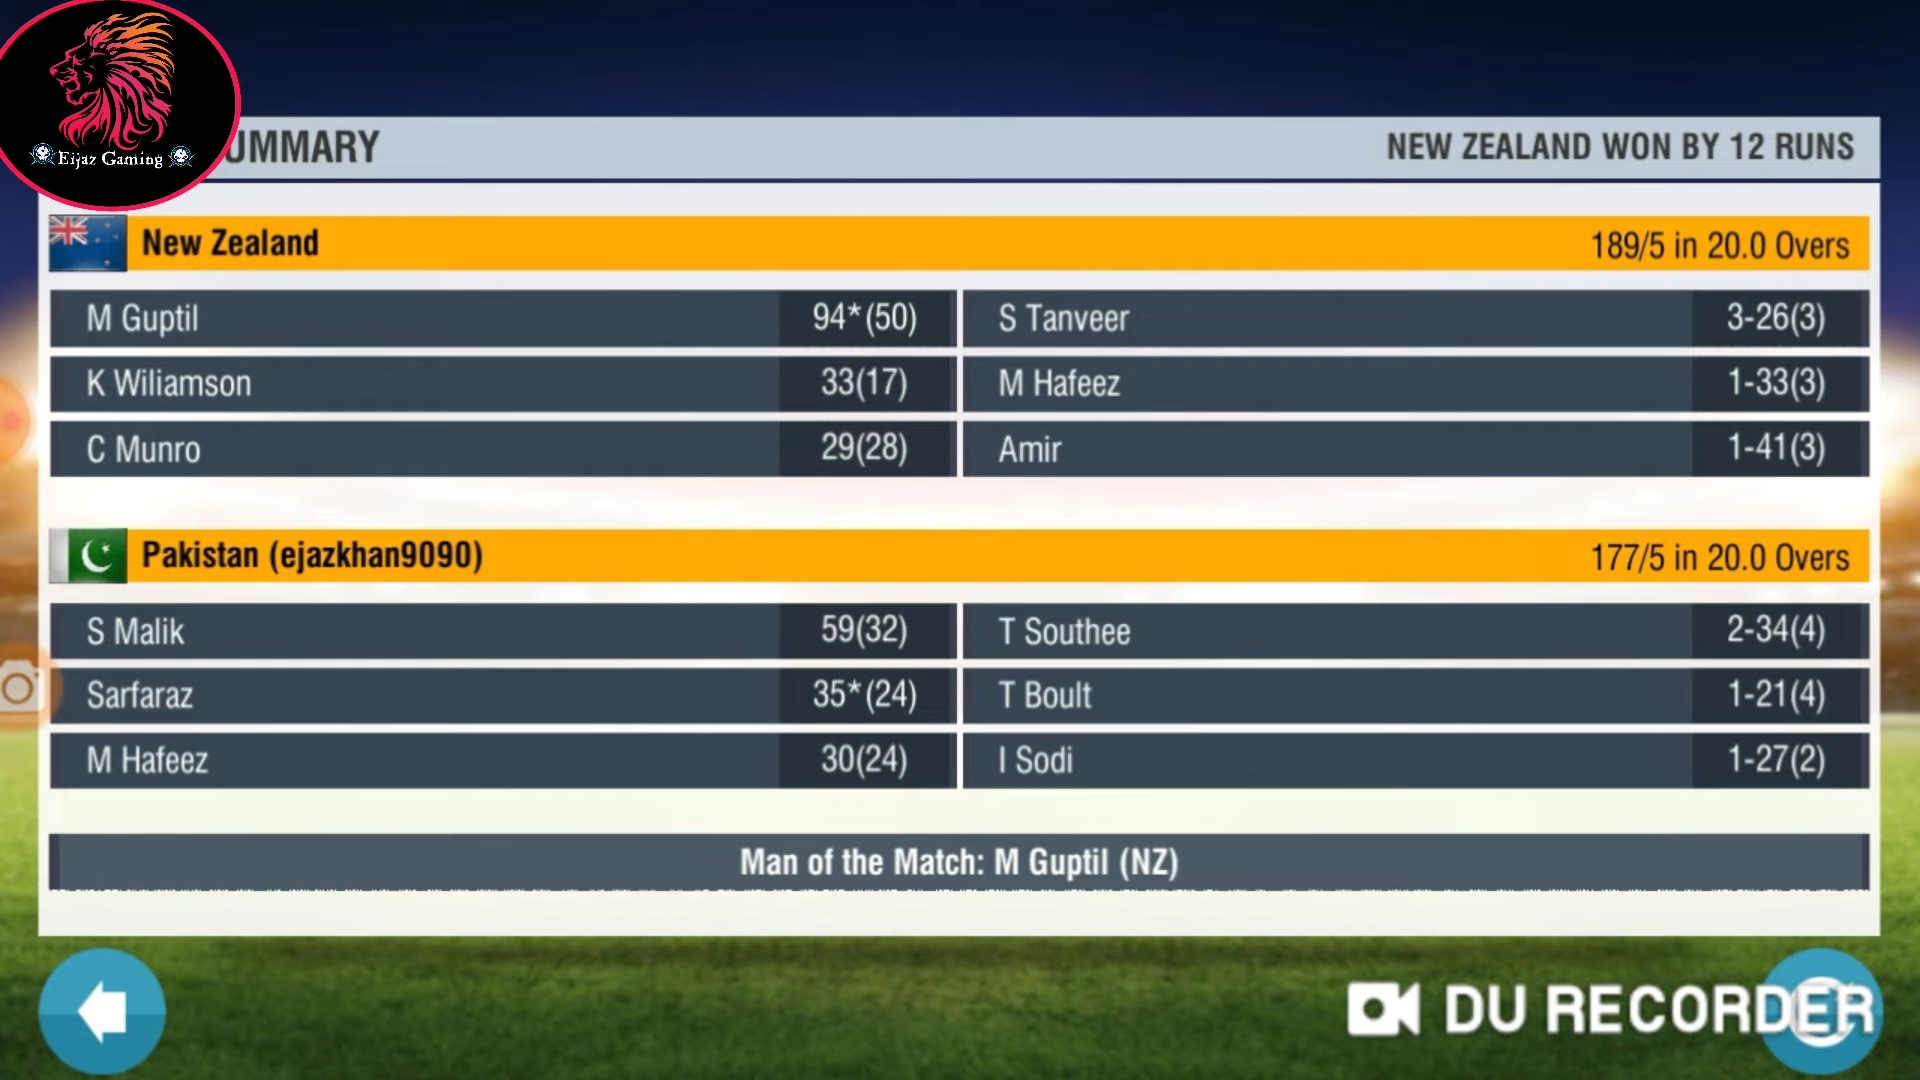 Eijaz Gaming
UMMARY
NEW ZEALAND WON BY 12 RUNS
New Zealand
189/5 in 20.0 Overs
M Guptil 94*(50) S Tanveer 3-26(3)
K Wiliamson 33(17) M Hafeez 1-33(3)
C Munro 29(28) Amir 1-41(3)
Pakistan (ejazkhan9090)
177/5 in 20.0 Overs
S Malik 59(32) T Southee 2-34(4)
Sarfaraz 35*(24) T Boult 1-21(4)
M Hafeez 30(24) I Sodi 1-27(2)
Man of the Match: M Guptil (NZ)
DU RECORDER